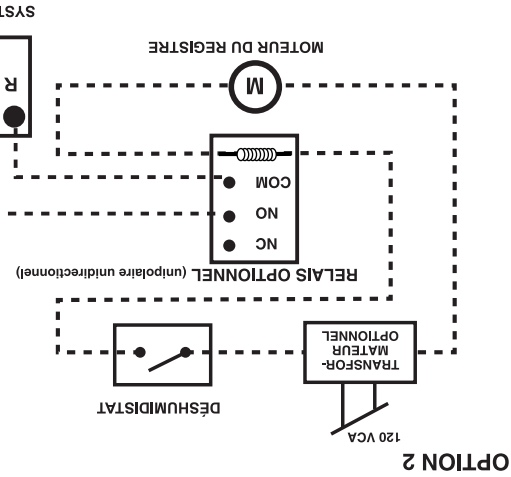 OPTION 2
120 VCA
TRANSFOR-
MATEUR
OPTIONNEL
DÉSHUMIDISTAT
RELAIS OPTIONNEL (unipolaire unidirectionnel)
NC
NO
COM
R
M
MOTEUR DU REGISTRE
SYST